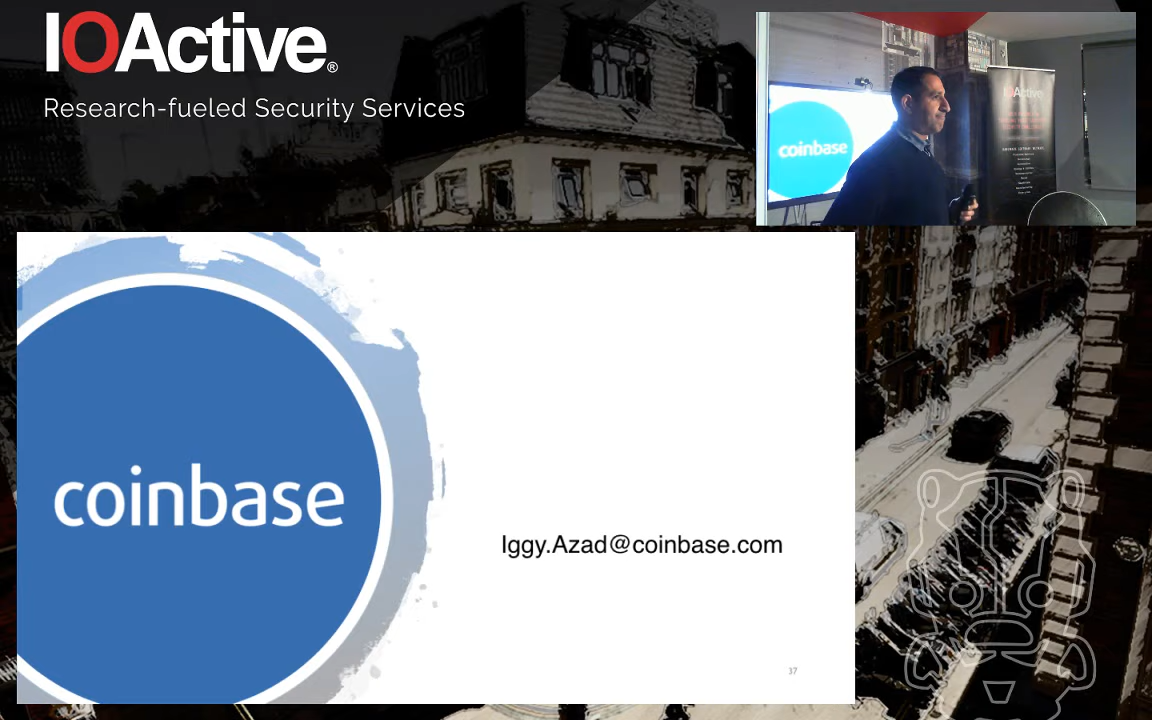 IOActive®
Research-fueled Security Services
coinbase
IOActive
coinbase
Iggy.Azad@coinbase.com
37